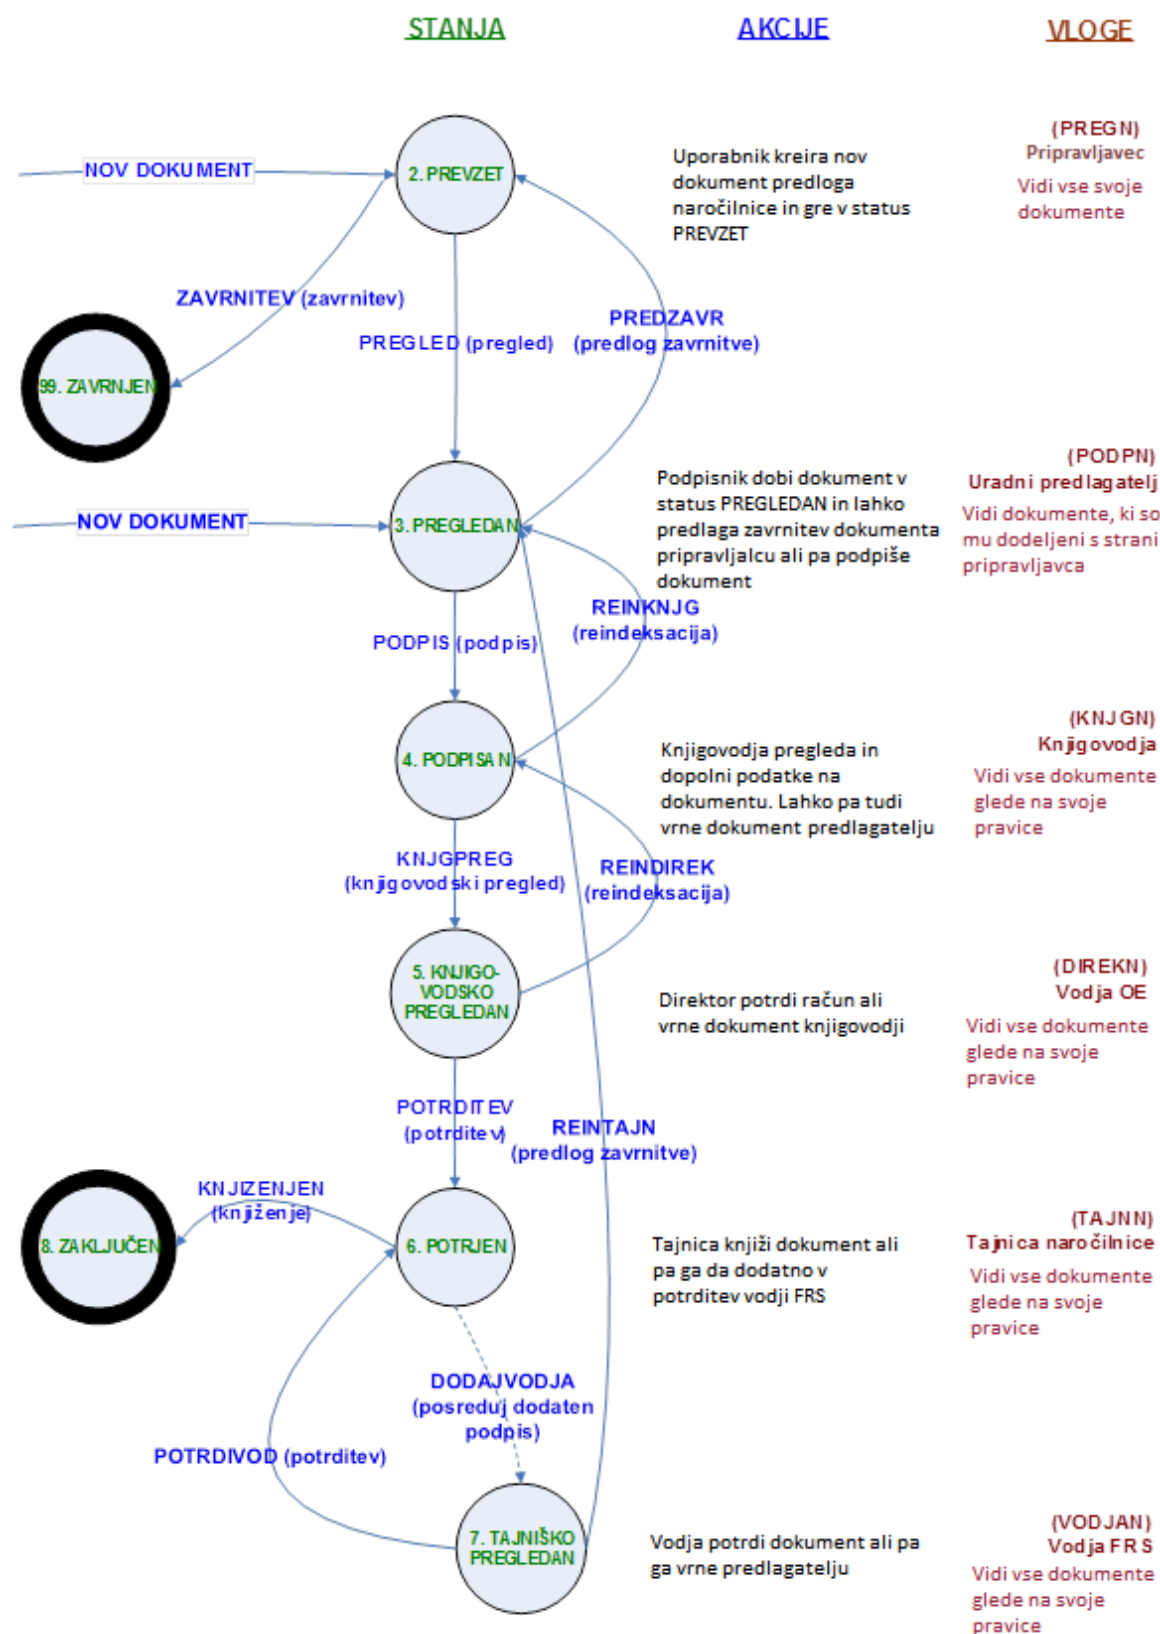 STANJA
AKCIJE
VLOGE
NOV DOKUMENT
2. PREVZET
Uporabnik kreira nov
dokument predloga
naročilnice in gre v status
PREVZET
(PREGN)
Pripravljavec
Vidi vse svoje
dokumente
ZAVRNITEV (zavrnitev)
PREGLED (pregled)
PREDZAVR
(predlog zavrnitve)
99. ZAVRNJEN
NOV DOKUMENT
3. PREGLEDAN
Podpisnik dobi dokument v
status PREGLEDAN in lahko
predlaga zavrnitev dokumenta
pripravljalcu ali pa podpiše
dokument
(PODPN)
Uradni predlagatelj
Vidi dokumente, ki so
mu dodeljeni s strani
pripravljavca
PODPIS (podpis)
REINKNJG
(reindeksacija)
4. PODPISAN
Knjigovodja pregleda in
dopolni podatke na
dokumentu. Lahko pa tudi
vrne dokument predlagatelju
(KNJGN)
Knjigovodja
Vidi vse dokumente
glede na svoje
pravice
KNJGPREG
(knjigovodski pregled)
REINDIREK
(reindeksacija)
5. KNJIGO-
VODSKO
PREGLEDAN
Direktor potrdi račun ali
vrne dokument knjigovodji
(DIREKN)
Vodja OE
Vidi vse dokumente
glede na svoje
pravice
POTRDITEV
(potrditev)
REINTAJN
(predlog zavrnitve)
KNJIZENJEN
(knjiženje)
8. ZAKLJUČEN
6. POTRJEN
Tajnica knjiži dokument ali
pa ga da dodatno v
potrditev vodji FRS
(TAJNN)
Tajnica naročilnice
Vidi vse dokumente
glede na svoje
pravice
DODAJVODJA
(posreduj dodaten
podpis)
POTRDIVOD (potrditev)
7. TAJNIŠKO
PREGLEDAN
Vodja potrdi dokument ali pa
ga vrne predlagatelju
(VODJAN)
Vodja FRS
Vidi vse dokumente
glede na svoje
pravice